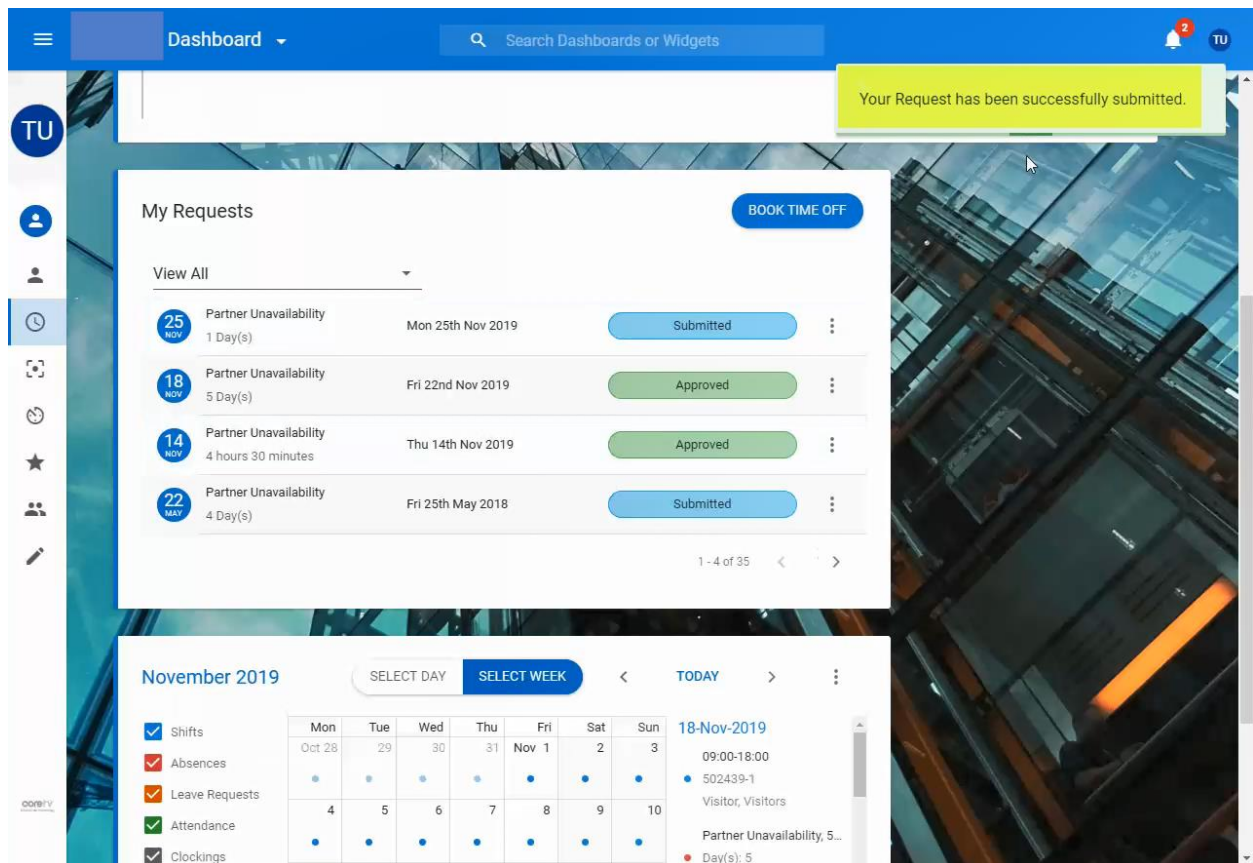 Dashboard
Search Dashboards or Widgets
2
TU
Your Request has been successfully submitted.
TU
My Requests
BOOK TIME OFF
View All
25 NOV
Partner Unavailability
1 Day(s)
Mon 25th Nov 2019
Submitted
18 NOV
Partner Unavailability
5 Day(s)
Fri 22nd Nov 2019
Approved
14 NOV
Partner Unavailability
4 hours 30 minutes
Thu 14th Nov 2019
Approved
22 MAY
Partner Unavailability
4 Day(s)
Fri 25th May 2018
Submitted
1 - 4 of 35
November 2019
SELECT DAY
SELECT WEEK
TODAY
Shifts
Absences
Leave Requests
Attendance
Clockings
Mon Tue Wed Thu Fri Sat Sun
Oct 28 29 30 31 Nov 1 2 3
4 5 6 7 8 9 10
18-Nov-2019
09:00-18:00
502439-1
Visitor, Visitors
Partner Unavailability, 5...
Day(s): 5